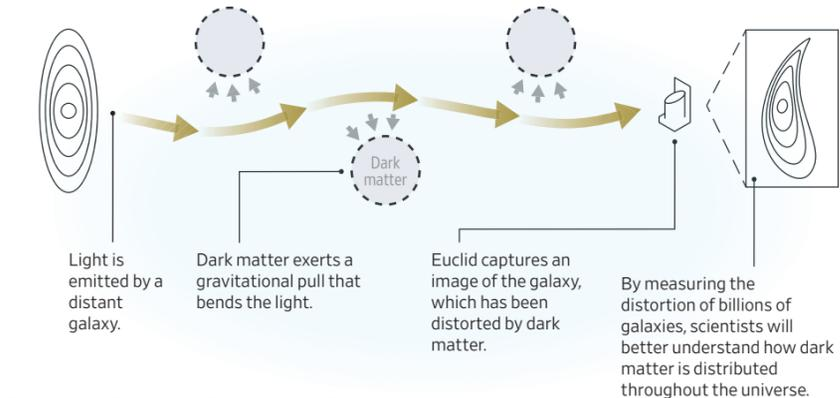 Dark
matter
Light is
emitted by a
distant
galaxy.
Dark matter exerts a
gravitational pull that
bends the light.
Euclid captures an
image of the galaxy,
which has been
distorted by dark
matter.
By measuring the
distortion of billions of
galaxies, scientists will
better understand how dark
matter is distributed
throughout the universe.